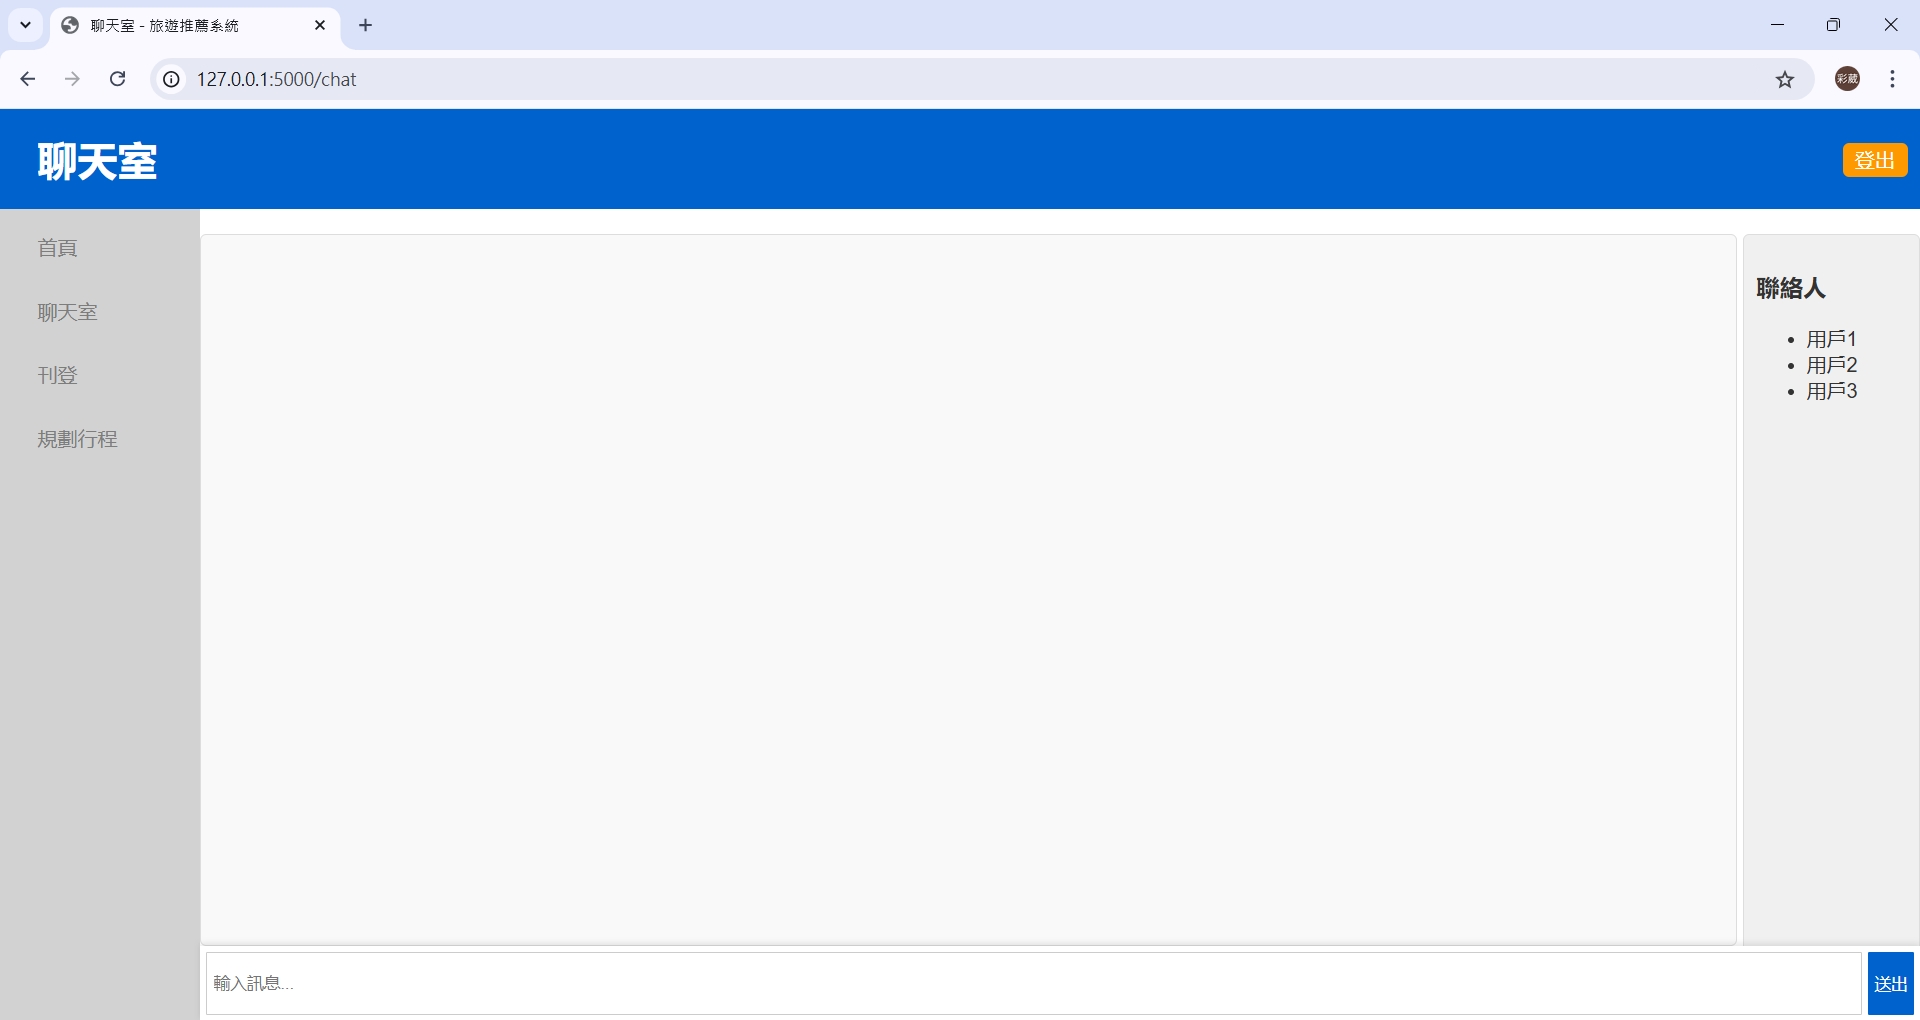 聊天室 - 旅遊推薦系統
127.0.0.1:5000/chat
彩葳
聊天室
登出
首頁
聊天室
刊登
規劃行程
聯絡人
• 用戶1
• 用戶2
• 用戶3
輸入訊息...
送出